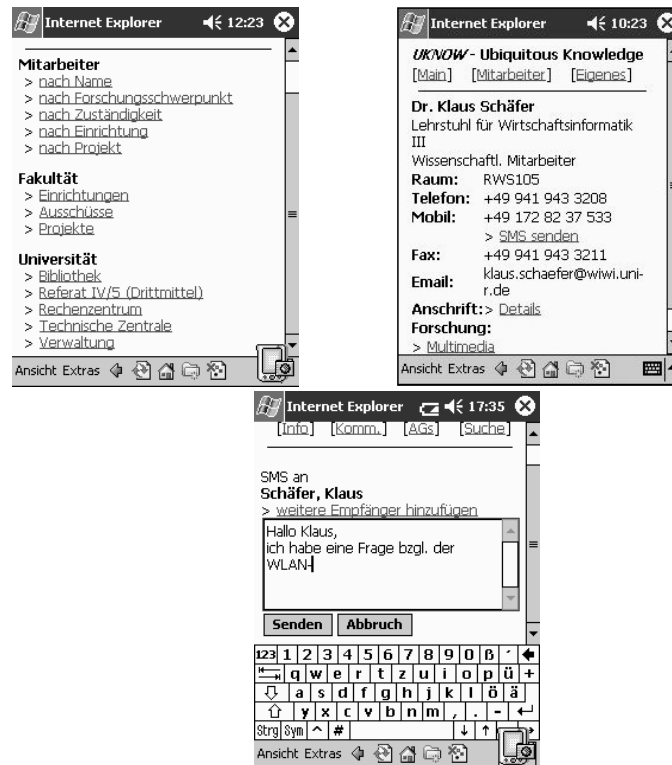 Internet Explorer 12:23
Mitarbeiter
> nach Name
> nach Forschungsschwerpunkt
> nach Zuständigkeit
> nach Einrichtung
> nach Projekt
Fakultät
> Einrichtungen
> Ausschüsse
> Projekte
Universität
> Bibliothek
> Referat IV/5 (Drittmittel)
> Rechenzentrum
> Technische Zentrale
> Verwaltung
Ansicht Extras
Internet Explorer 10:23
UKNOW - Ubiquitous Knowledge
[Main] [Mitarbeiter] [Eigenes]
Dr. Klaus Schäfer
Lehrstuhl für Wirtschaftsinformatik
III
Wissenschaftl. Mitarbeiter
Raum: RWS105
Telefon: +49 941 943 3208
Mobil: +49 172 82 37 533
> SMS senden
Fax: +49 941 943 3211
Email: klaus.schaefer@wiwi.uni-
r.de
Anschrift:> Details
Forschung:
> Multimedia
Ansicht Extras
Internet Explorer 17:35
[Info] [Komm.] [AGs] [Suche]
SMS an
Schäfer, Klaus
> weitere Empfänger hinzufügen
Hallo Klaus,
ich habe eine Frage bzgl. der
WLAN-
Senden Abbruch
123 1 2 3 4 5 6 7 8 9 0 ß ´
q w e r t z u i o p ü +
a s d f g h j k l ö ä
y x c v b n m , . -
Strg Sym ^ #
Ansicht Extras